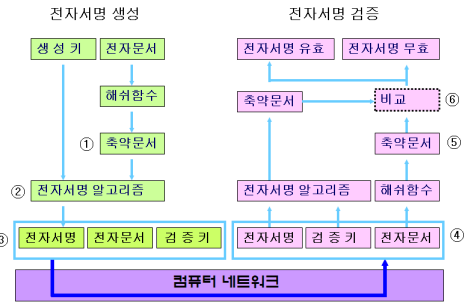 전자서명 생성
전자서명 검증
생성 키 전자문서
전자서명 유효 전자서명 무효
해쉬함수
축약문서 비교 ⑥
① 축약문서
축약문서 ⑤
② 전자서명 알고리즘
전자서명 알고리즘 해쉬함수
③ 전자서명 전자문서 검 증 키
전자서명 검 증 키 전자문서 ④
컴퓨터 네트워크